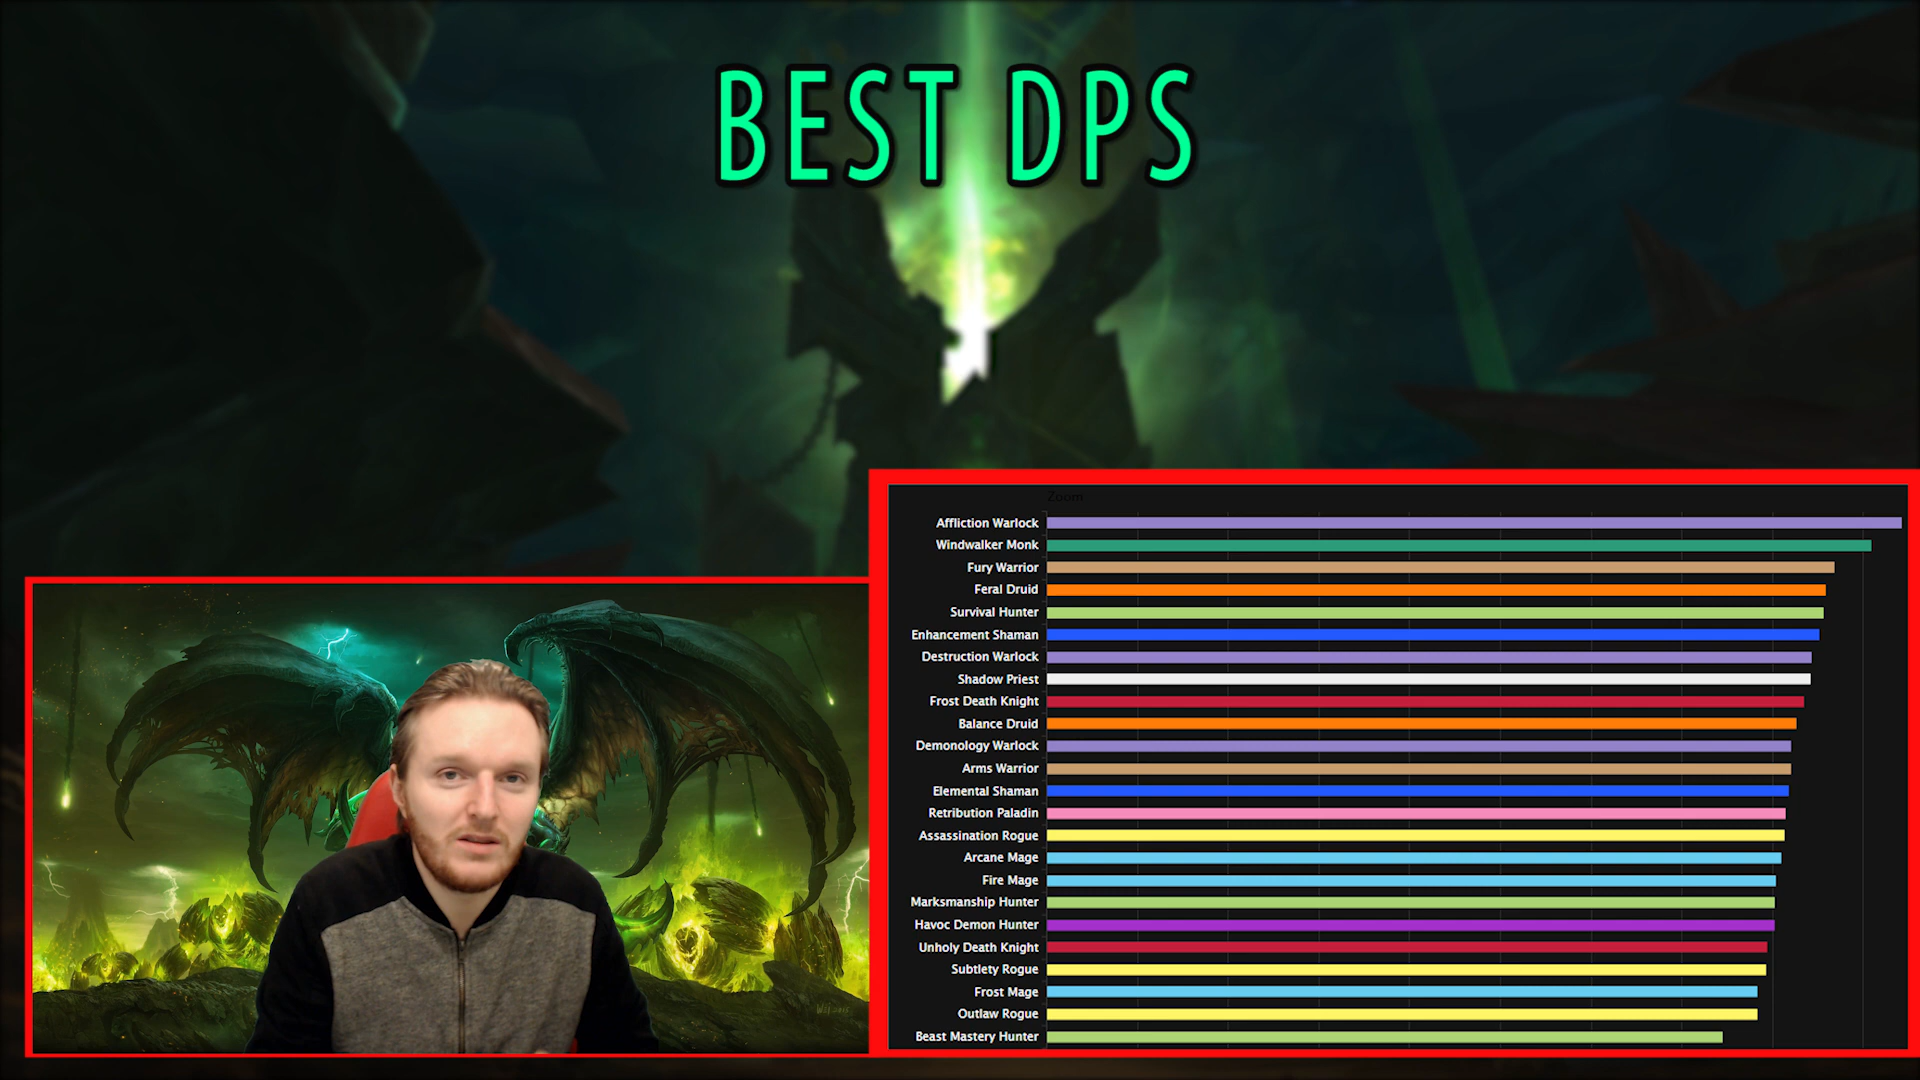 BEST DPS
Zoom
Affliction Warlock
Windwalker Monk
Fury Warrior
Feral Druid
Survival Hunter
Enhancement Shaman
Destruction Warlock
Shadow Priest
Frost Death Knight
Balance Druid
Demonology Warlock
Arms Warrior
Elemental Shaman
Retribution Paladin
Assassination Rogue
Arcane Mage
Fire Mage
Marksmanship Hunter
Havoc Demon Hunter
Unholy Death Knight
Subtlety Rogue
Frost Mage
Outlaw Rogue
Beast Mastery Hunter